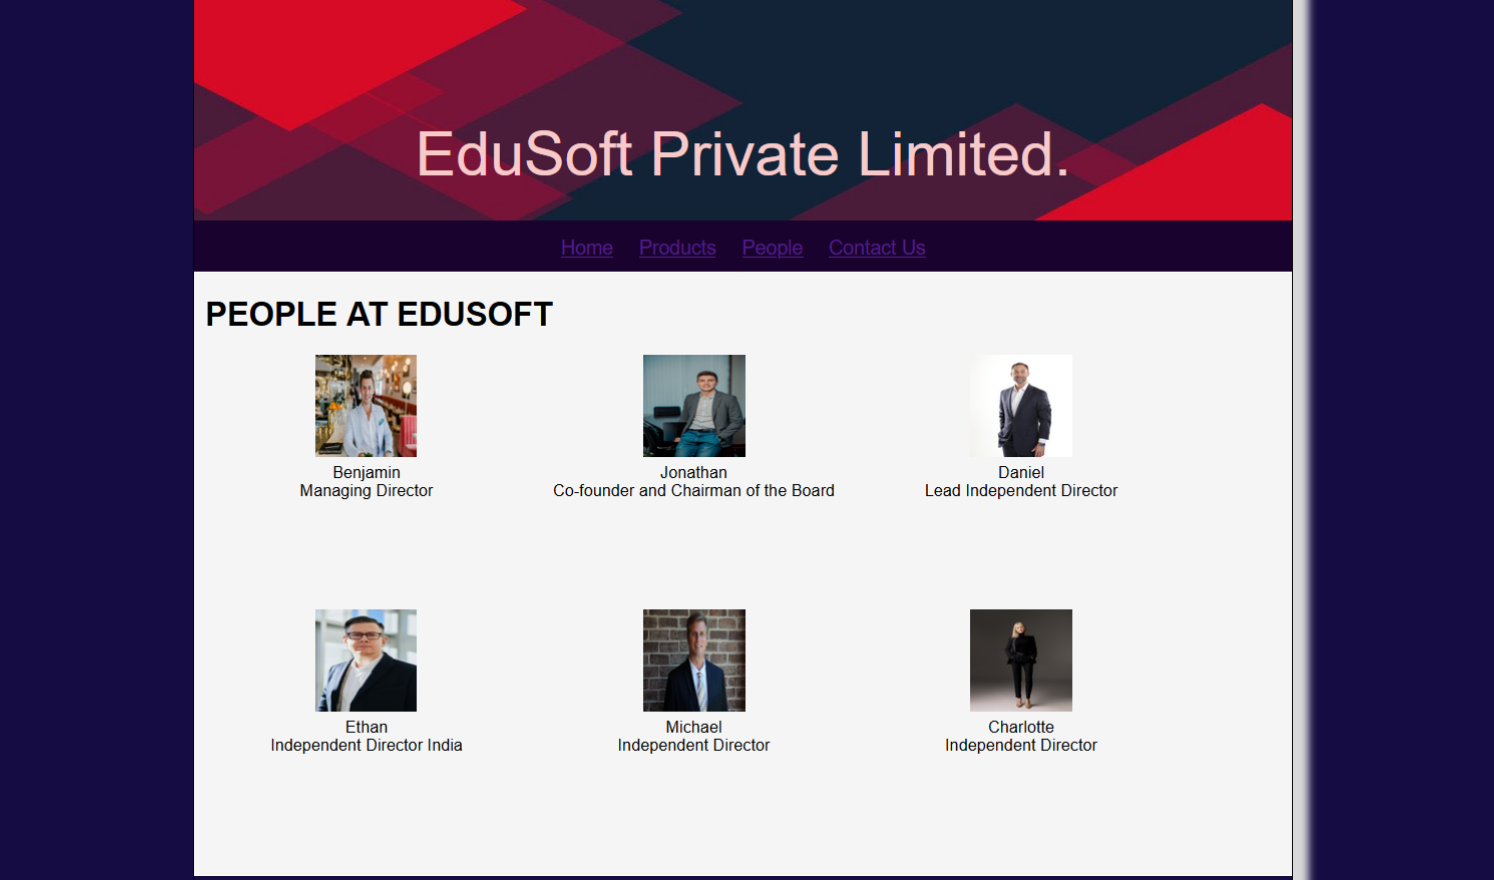 EduSoft Private Limited.
Home Products People Contact Us
PEOPLE AT EDUSOFT
Benjamin
Managing Director
Jonathan
Co-founder and Chairman of the Board
Daniel
Lead Independent Director
Ethan
Independent Director India
Michael
Independent Director
Charlotte
Independent Director